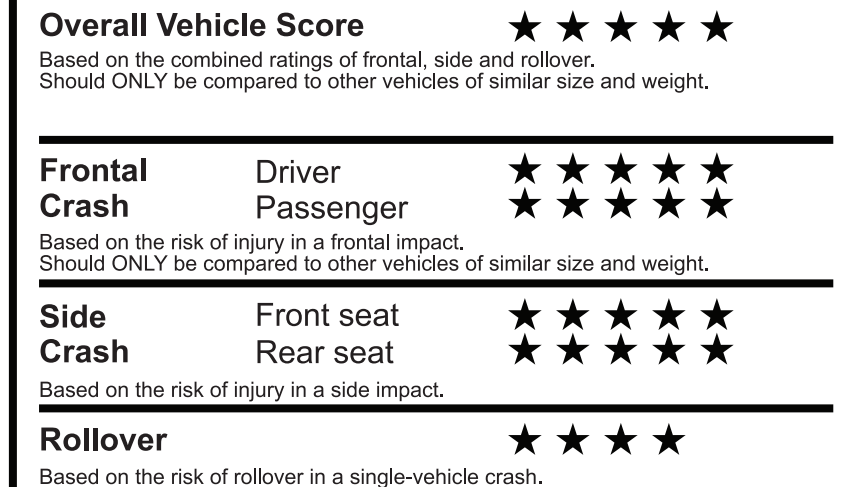 Overall Vehicle Score ★ ★ ★ ★ ★
Based on the combined ratings of frontal, side and rollover.
Should ONLY be compared to other vehicles of similar size and weight.
Frontal Driver ★ ★ ★ ★ ★
Crash Passenger ★ ★ ★ ★ ★
Based on the risk of injury in a frontal impact.
Should ONLY be compared to other vehicles of similar size and weight.
Side Front seat ★ ★ ★ ★ ★
Crash Rear seat ★ ★ ★ ★ ★
Based on the risk of injury in a side impact.
Rollover ★ ★ ★ ★
Based on the risk of rollover in a single-vehicle crash.